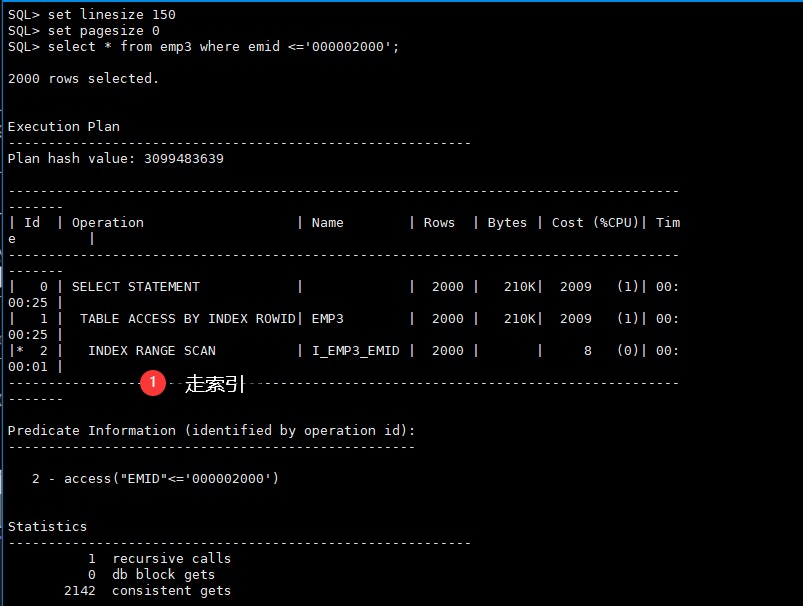 SQL> set linesize 150
SQL> set pagesize 0
SQL> select * from emp3 where emid <='000002000';
2000 rows selected.
Execution Plan
----------------------------------------------------------
Plan hash value: 3099483639
------------------------------------------------------------------------------------
-------
| Id  | Operation                   | Name       | Rows  | Bytes | Cost (%CPU)| Tim
e         |
------------------------------------------------------------------------------------
-------
|   0 | SELECT STATEMENT            |            |  2000 |   210K|  2009   (1)| 00:
00:25 |
|   1 |  TABLE ACCESS BY INDEX ROWID| EMP3       |  2000 |   210K|  2009   (1)| 00:
00:25 |
|*  2 |   INDEX RANGE SCAN          | I_EMP3_EMID |  2000 |       |     8   (0)| 00:
00:01 |
------------------------------------------------------------------------------------
1 走索引
-------
Predicate Information (identified by operation id):
---------------------------------------------------
   2 - access("EMID"<='000002000')
Statistics
----------------------------------------------------------
          1  recursive calls
          0  db block gets
       2142  consistent gets